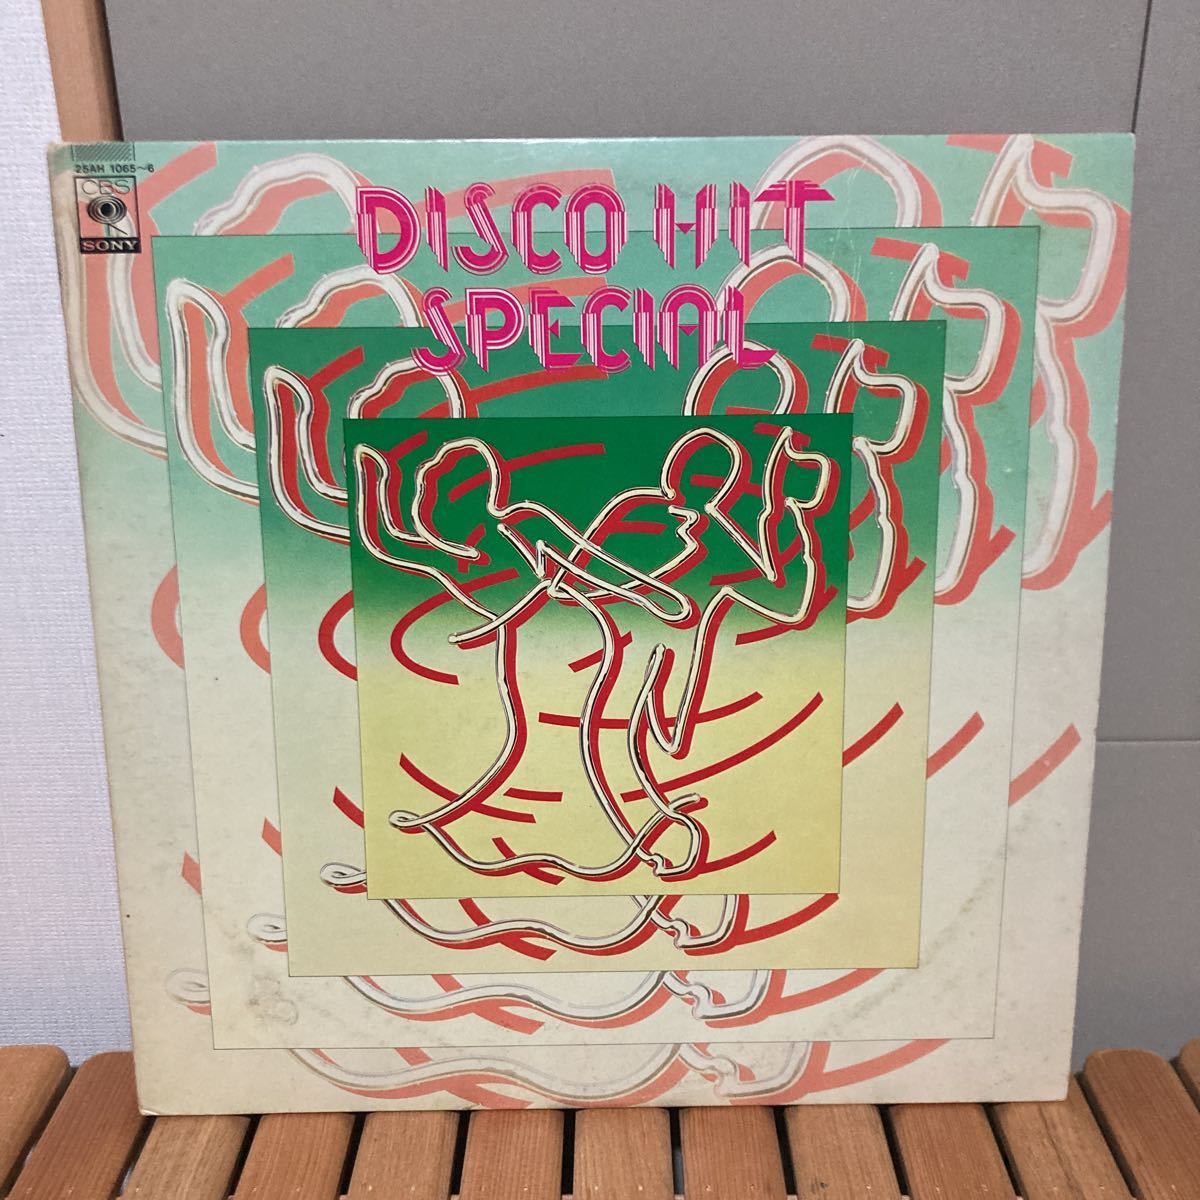 25AH 1065~6
CBS
SONY
DISCO HIT
SPECIAL